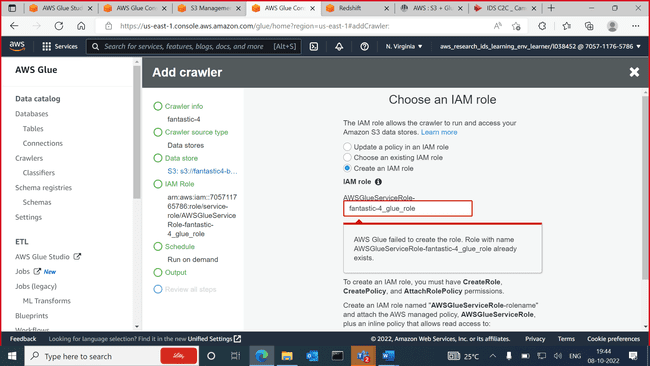 AWS Glue Studio
AWS Glue Con
S3 Managemen
AWS Glue Conso
Redshift
AWS : S3 + Glue
IDS C2C _ Cam
https://us-east-1.console.aws.amazon.com/glue/home?region=us-east-1#addCrawler:
aws
Services
Search for services, features, blogs, docs, and more
[Alt+S]
N. Virginia
aws_research_ids_learning_env_learner/l038452 @ 7057-1176-5786
AWS Glue
Data catalog
Databases
Tables
Connections
Crawlers
Classifiers
Schema registries
Schemas
Settings
ETL
AWS Glue Studio
Jobs New
Jobs (legacy)
ML Transforms
Blueprints
Workflows
Add crawler
Crawler info
fantastic-4
Crawler source type
Data stores
Data store
S3: s3://fantastic4-b...
IAM Role
arn:aws:iam::7057117
65786:role/service-
role/AWSGlueService
Role-fantastic-
4_glue_role
Schedule
Run on demand
Output
Review all steps
Choose an IAM role
The IAM role allows the crawler to run and access your
Amazon S3 data stores. Learn more
Update a policy in an IAM role
Choose an existing IAM role
Create an IAM role
IAM role
AWSGlueServiceRole-
fantastic-4_glue_role
AWS Glue failed to create the role. Role with name
AWSGlueServiceRole-fantastic-4_glue_role already
exists.
To create an IAM role, you must have CreateRole,
CreatePolicy, and AttachRolePolicy permissions.
Create an IAM role named "AWSGlueServiceRole-rolename"
and attach the AWS managed policy, AWSGlueServiceRole,
plus an inline policy that allows read access to:
Feedback
Looking for language selection? Find it in the new Unified Settings
© 2022, Amazon Web Services, Inc. or its affiliates.
Privacy
Terms
Cookie preferences
Type here to search
25°C
ENG
19:44
08-10-2022